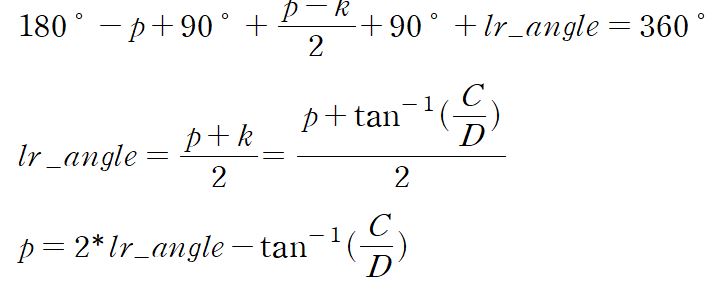 180° − p + 90° + (p − k)/2 + 90° + lr_angle = 360°
lr_angle = (p + k)/2 = (p + tan⁻¹(C/D))/2
p = 2*lr_angle − tan⁻¹(C/D)